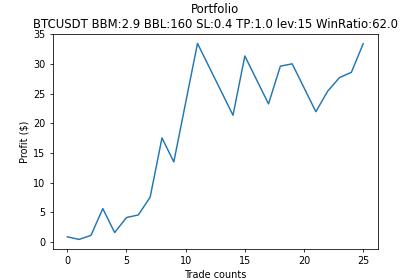 Portfolio
BTCUSDT BBM:2.9 BBL:160 SL:0.4 TP:1.0 lev:15 WinRatio:62.0
35
30
25
20
15
10
5
0
Profit ($)
0 5 10 15 20 25
Trade counts